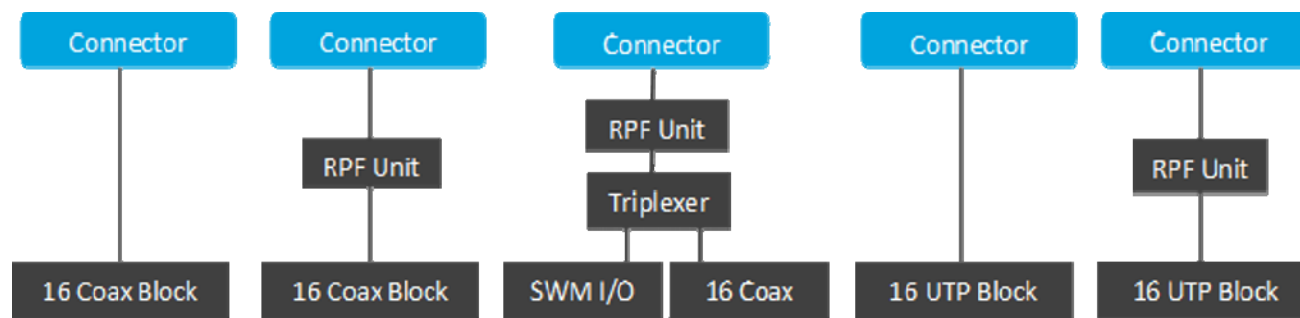 Connector
Connector
Connector
Connector
Connector
RPF Unit
RPF Unit
RPF Unit
Triplexer
16 Coax Block
16 Coax Block
SWM I/O
16 Coax
16 UTP Block
16 UTP Block